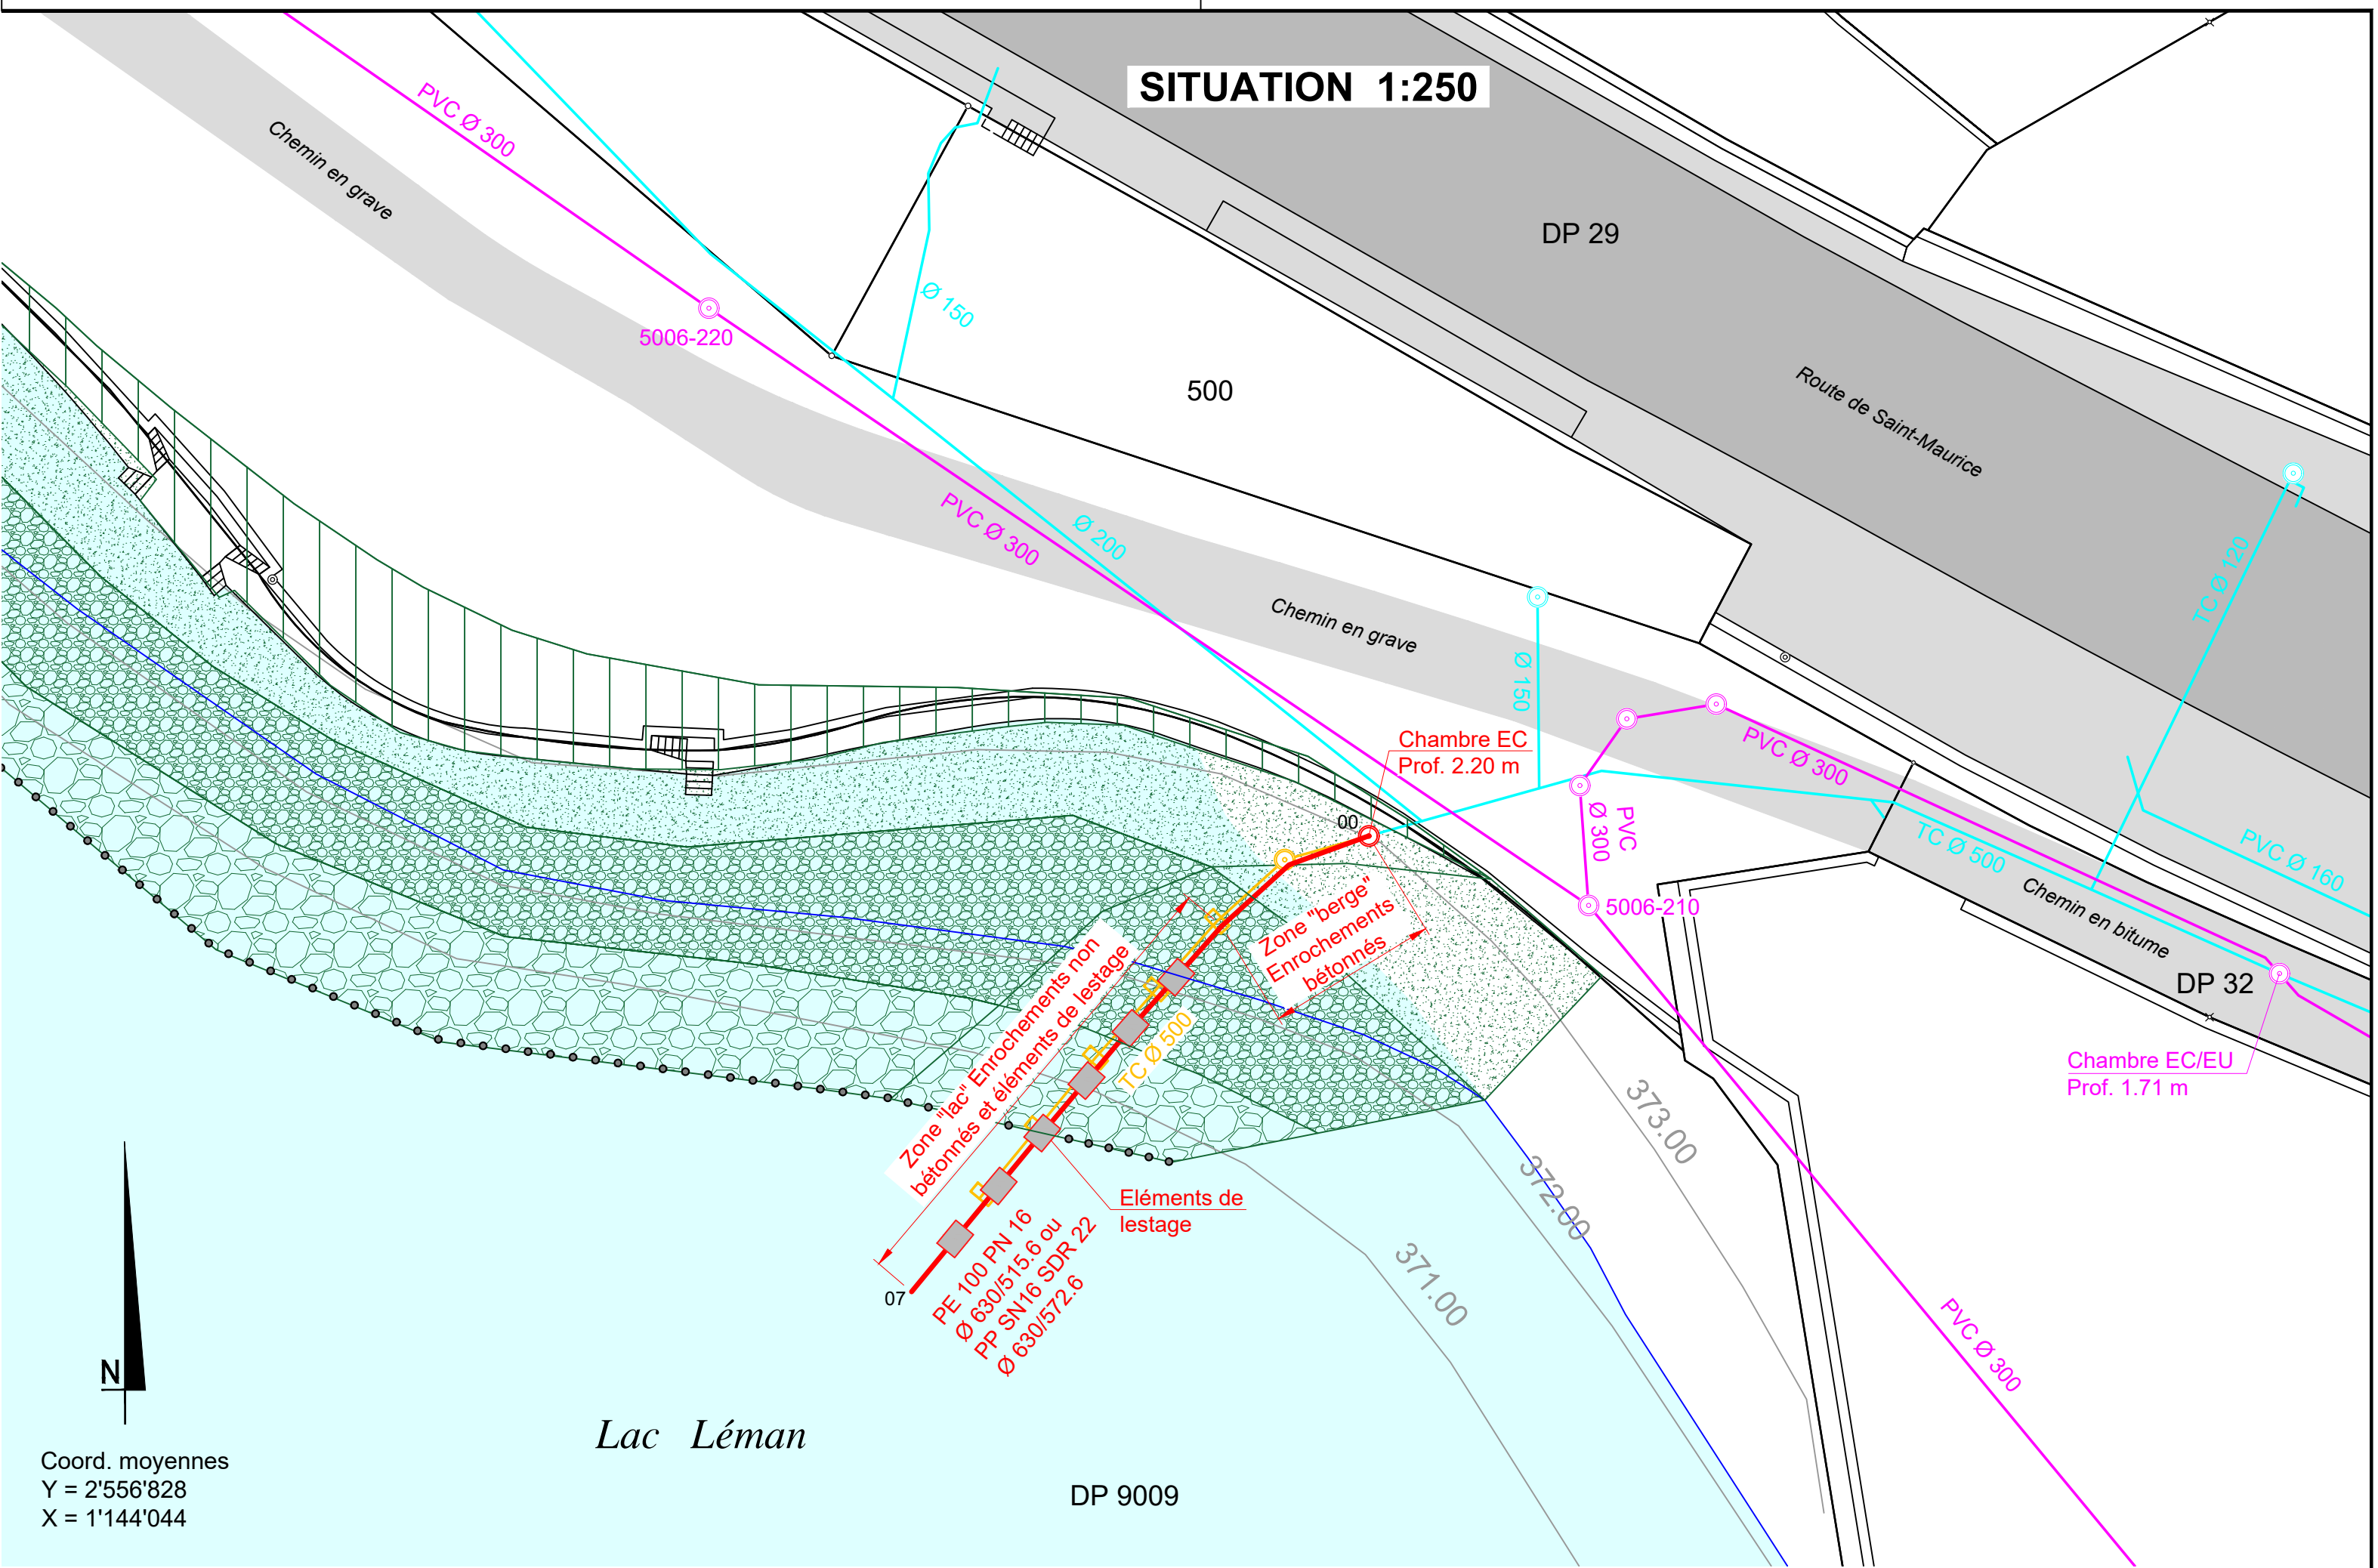 SITUATION 1:250
PVC Ø 300
Chemin en grave
DP 29
Ø 150
5006-220
500
Route de Saint-Maurice
PVC Ø 300
Ø 200
TC Ø 120
Chemin en grave
Ø 150
Chambre EC
Prof. 2.20 m
PVC Ø 300
00
PVC
Ø 300
TC Ø 500
PVC Ø 160
5006-210
Chemin en bitume
DP 32
Zone "berge"
Enrochements
bétonnés
Zone "lac" Enrochements non
bétonnés et éléments de lestage
TC Ø 500
Chambre EC/EU
Prof. 1.71 m
373.00
372.00
371.00
Eléments de
lestage
07
PE 100 PN 16
Ø 630/515.6 ou
PP SN16 SDR 22
Ø 630/572.6
PVC Ø 300
N
Lac Léman
Coord. moyennes
Y = 2'556'828
X = 1'144'044
DP 9009